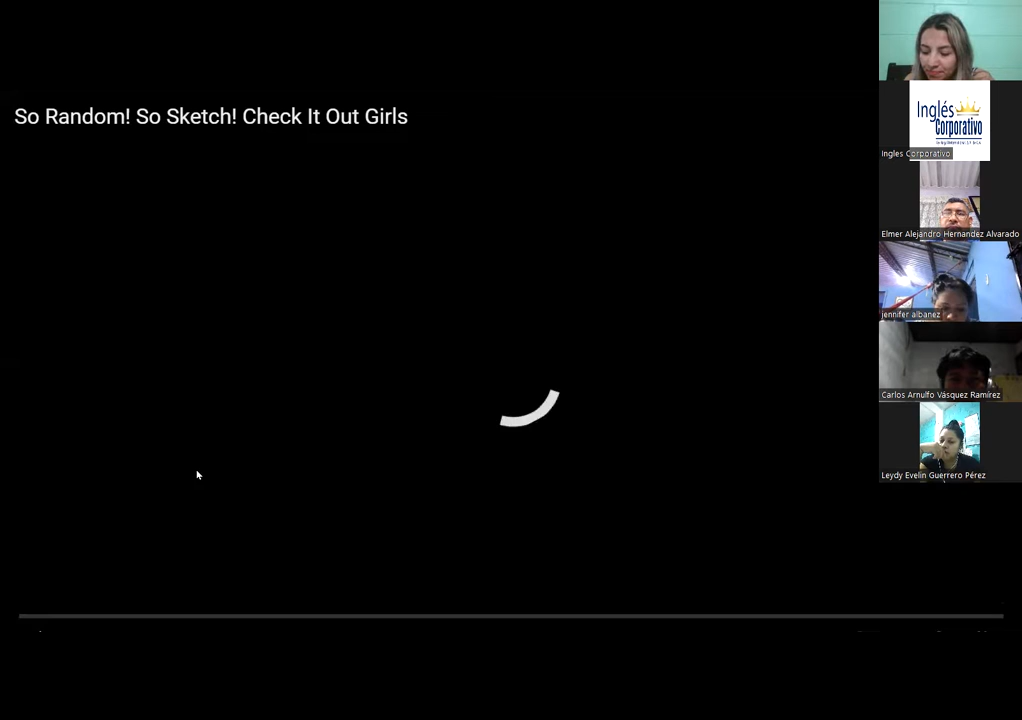 So Random! So Sketch! Check It Out Girls
Inglés
Corporativo
Ingles Corporativo
Elmer Alejandro Hernandez Alvarado
jennifer albanez
Carlos Arnulfo Vásquez Ramírez
Leydy Evelin Guerrero Pérez